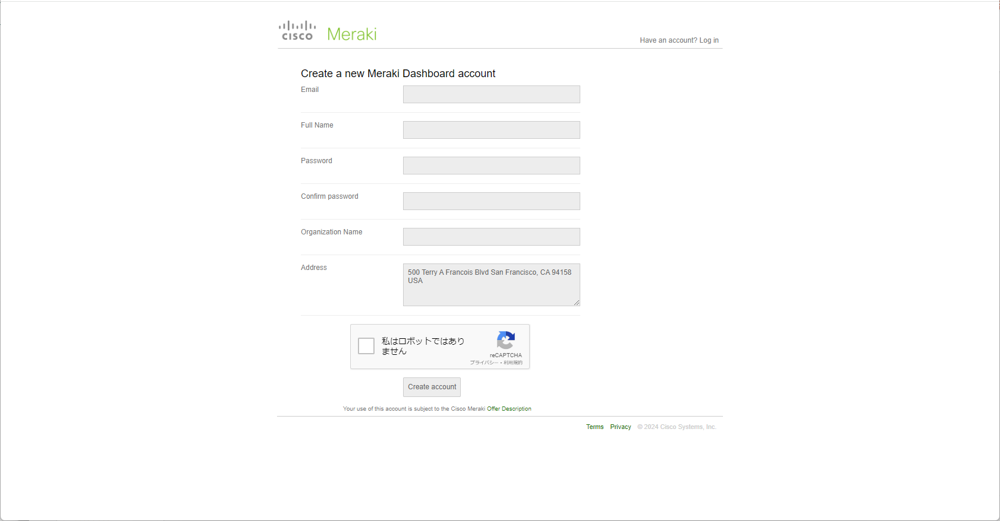 cisco Meraki
Have an account? Log in
Create a new Meraki Dashboard account
Email
Full Name
Password
Confirm password
Organization Name
Address
500 Terry A Francois Blvd San Francisco, CA 94158
USA
私はロボットではあり
ません
reCAPTCHA
プライバシー・利用規約
Create account
Your use of this account is subject to the Cisco Meraki Offer Description
Terms Privacy © 2024 Cisco Systems, Inc.